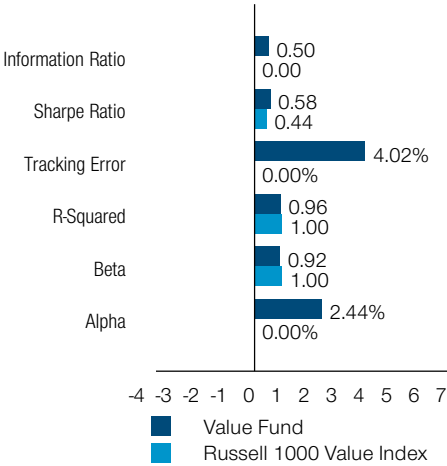 Information Ratio
0.50
0.00
Sharpe Ratio
0.58
0.44
Tracking Error
4.02%
0.00%
R-Squared
0.96
1.00
Beta
0.92
1.00
Alpha
2.44%
0.00%
-4 -3 -2 -1 0 1 2 3 4 5 6 7
Value Fund
Russell 1000 Value Index